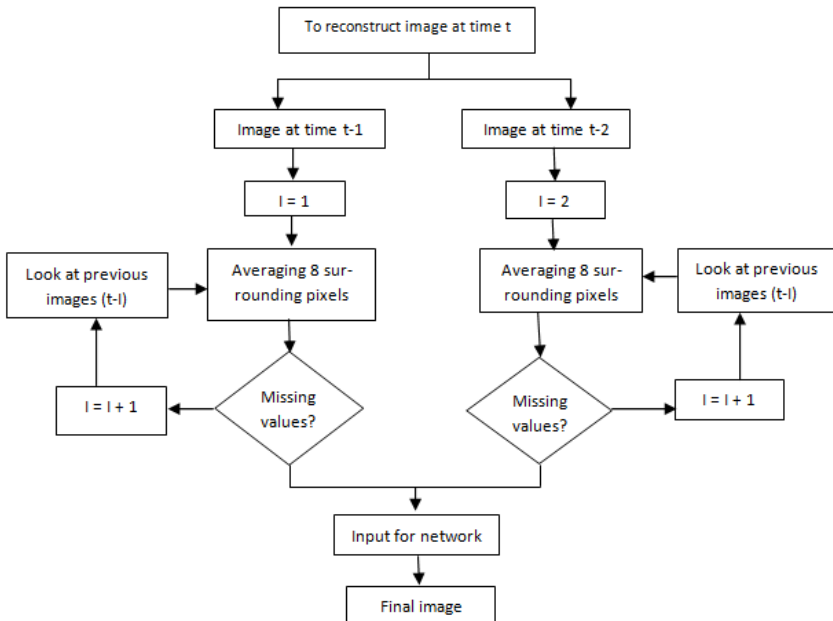 To reconstruct image at time t
Image at time t-1
Image at time t-2
I = 1
I = 2
Look at previous
images (t-I)
Averaging 8 sur-
rounding pixels
Averaging 8 sur-
rounding pixels
Look at previous
images (t-I)
I = I + 1
Missing
values?
Missing
values?
I = I + 1
Input for network
Final image